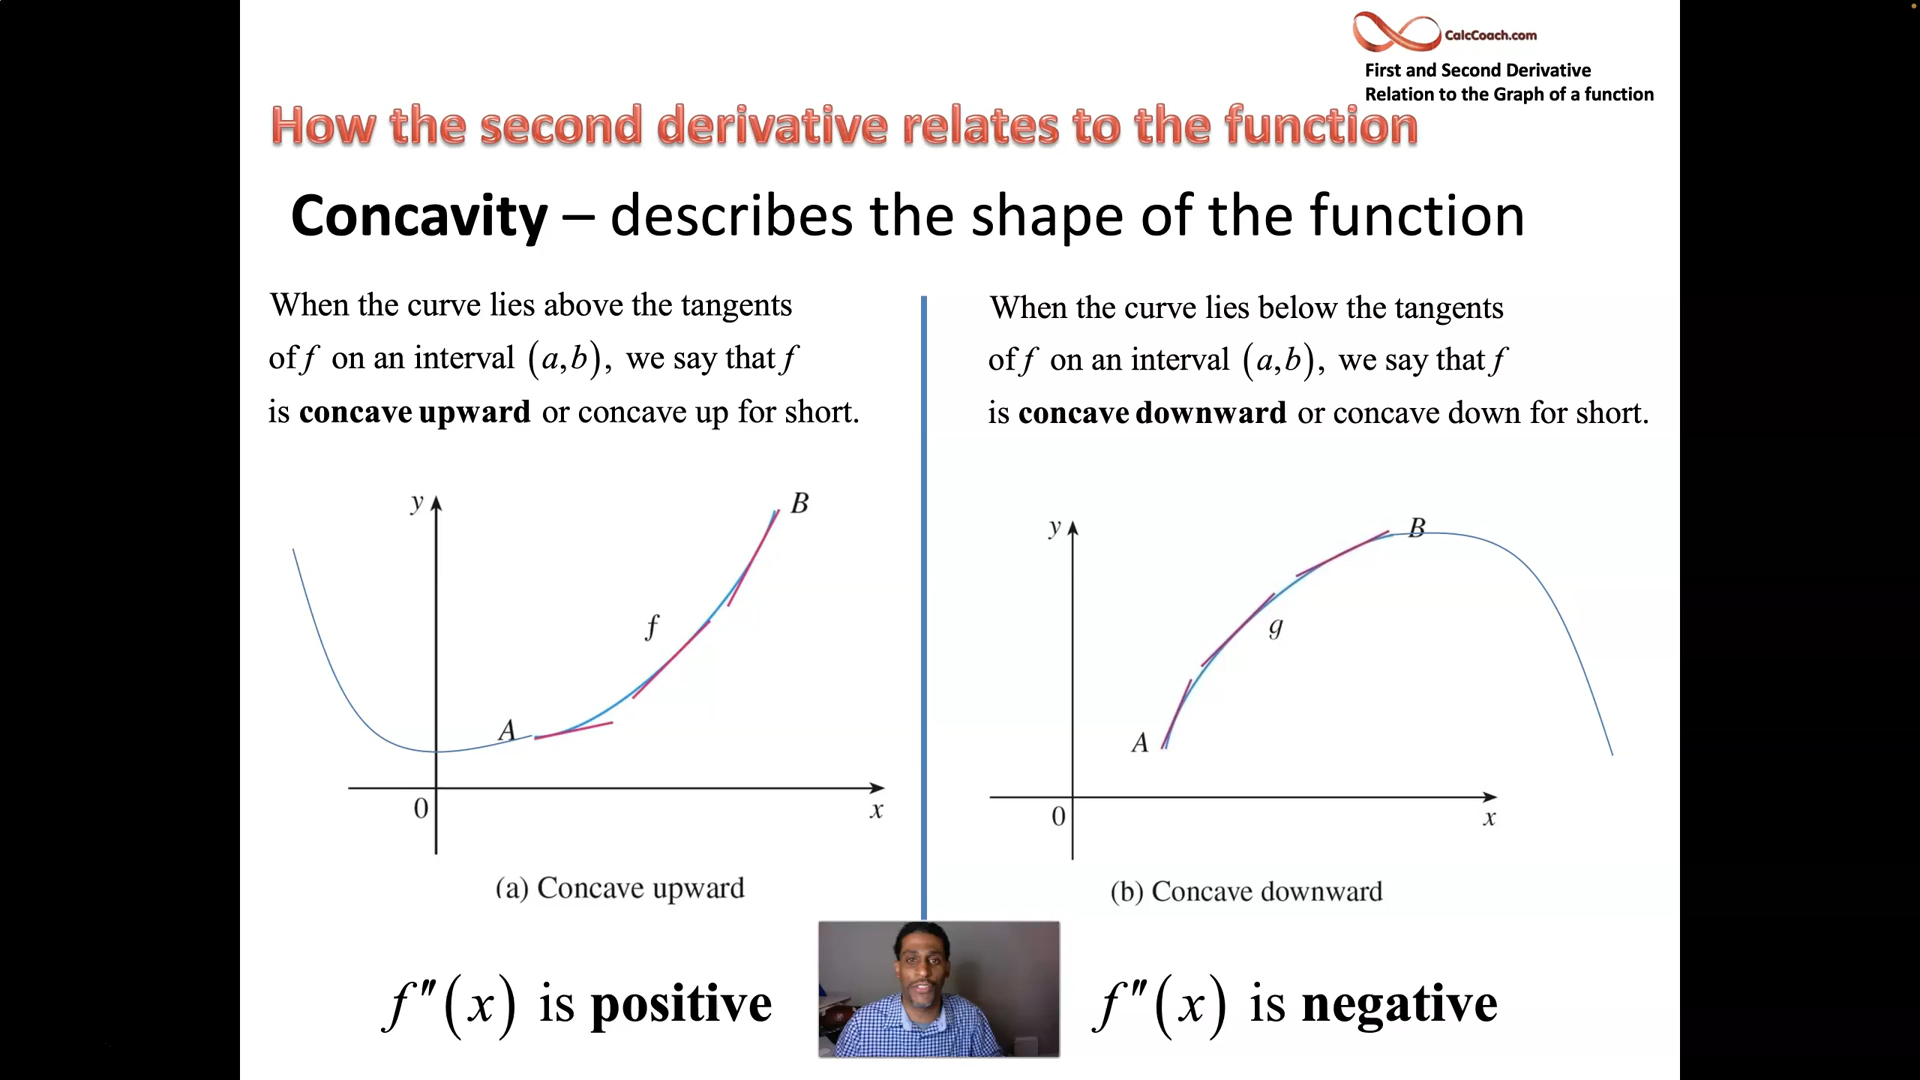 CalcCoach.com
First and Second Derivative
Relation to the Graph of a function
How the second derivative relates to the function
Concavity – describes the shape of the function
When the curve lies above the tangents
of f on an interval (a,b), we say that f
is concave upward or concave up for short.
When the curve lies below the tangents
of f on an interval (a,b), we say that f
is concave downward or concave down for short.
y
B
f
A
0
x
(a) Concave upward
y
B
g
A
0
x
(b) Concave downward
f″(x) is positive
f″(x) is negative